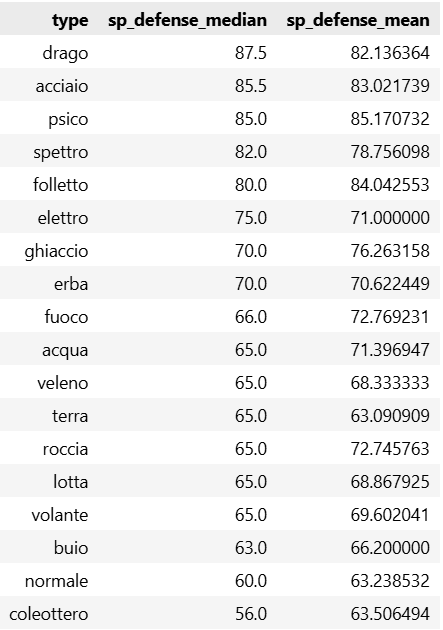 type sp_defense_median sp_defense_mean
drago 87.5 82.136364
acciaio 85.5 83.021739
psico 85.0 85.170732
spettro 82.0 78.756098
folletto 80.0 84.042553
elettro 75.0 71.000000
ghiaccio 70.0 76.263158
erba 70.0 70.622449
fuoco 66.0 72.769231
acqua 65.0 71.396947
veleno 65.0 68.333333
terra 65.0 63.090909
roccia 65.0 72.745763
lotta 65.0 68.867925
volante 65.0 69.602041
buio 63.0 66.200000
normale 60.0 63.238532
coleottero 56.0 63.506494